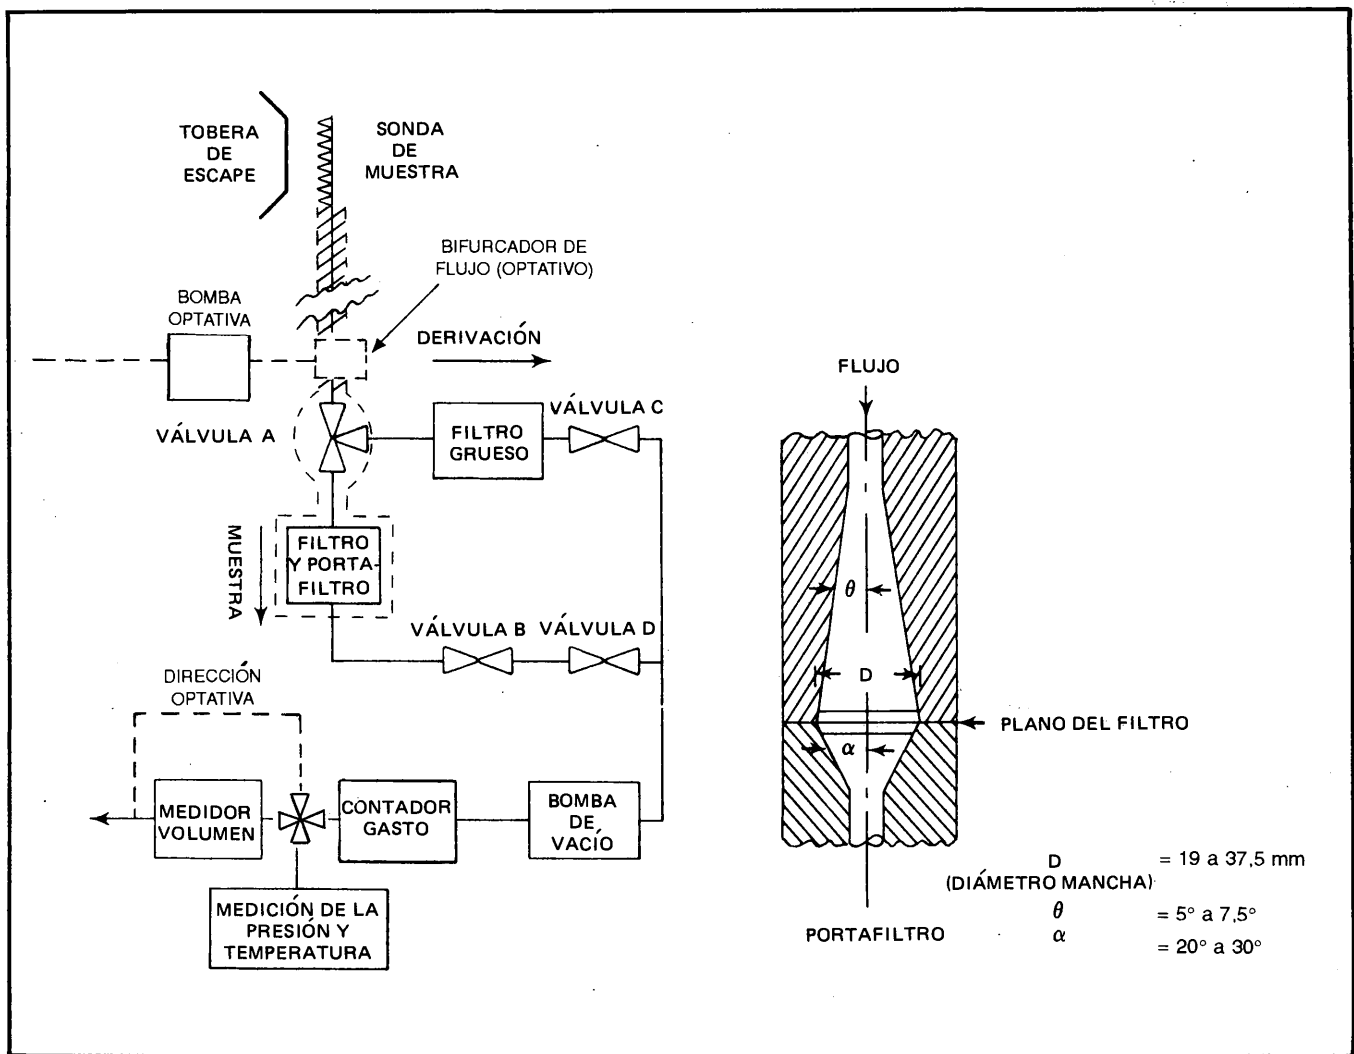 TOBERA
DE
ESCAPE
SONDA
DE
MUESTRA
BIFURCADOR DE
FLUJO (OPTATIVO)
BOMBA
OPTATIVA
DERIVACIÓN
VÁLVULA A
FILTRO
GRUESO
VÁLVULA C
MUESTRA
FILTRO
Y PORTA-
FILTRO
VÁLVULA B
VÁLVULA D
DIRECCIÓN
OPTATIVA
MEDIDOR
VOLUMEN
CONTADOR
GASTO
BOMBA
DE
VACÍO
MEDICIÓN DE LA
PRESIÓN Y
TEMPERATURA
FLUJO
θ
D
PLANO DEL FILTRO
α
PORTAFILTRO
D = 19 a 37,5 mm
(DIÁMETRO MANCHA)
θ = 5° a 7,5°
α = 20° a 30°